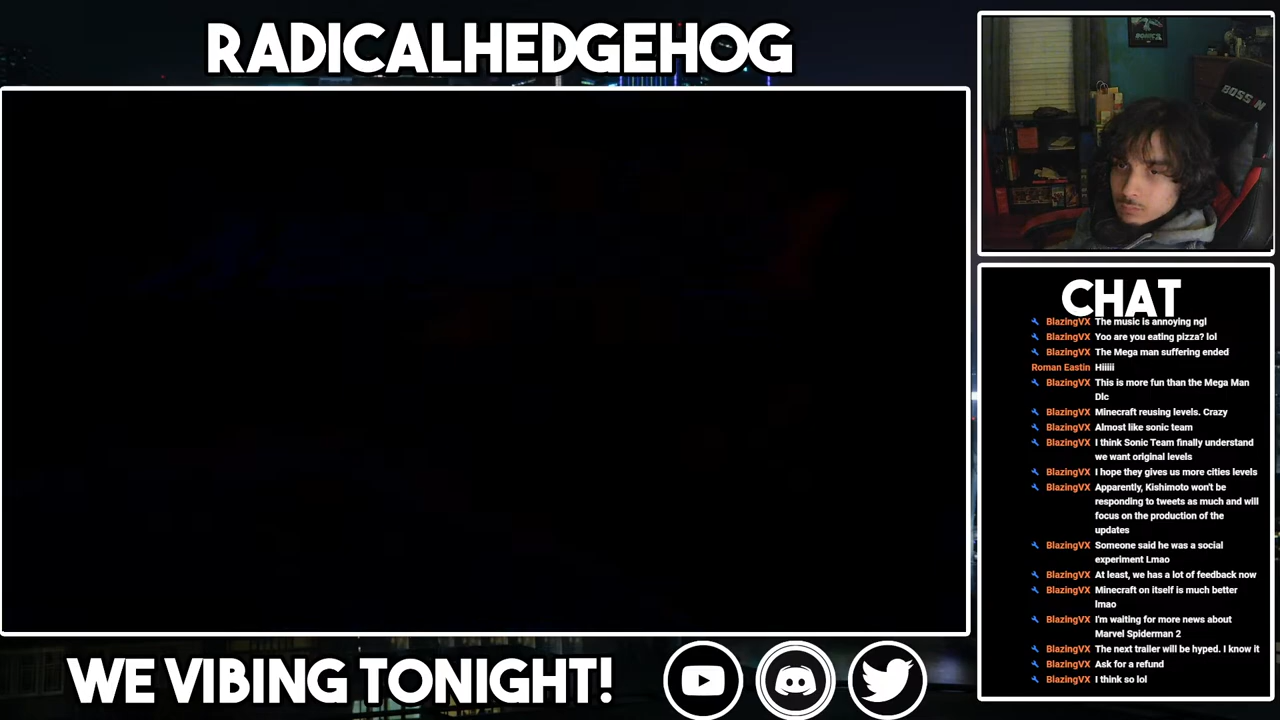 RADICALHEDGEHOG
BOSS N
CHAT
BlazingVX The music is annoying ngl
BlazingVX Yoo are you eating pizza? lol
BlazingVX The Mega man suffering ended
Roman Eastin Hiiiii
BlazingVX This is more fun than the Mega Man
Dlc
BlazingVX Minecraft reusing levels. Crazy
BlazingVX Almost like sonic team
BlazingVX I think Sonic Team finally understand
we want original levels
BlazingVX I hope they gives us more cities levels
BlazingVX Apparently, Kishimoto won't be
responding to tweets as much and will
focus on the production of the
updates
BlazingVX Someone said he was a social
experiment Lmao
BlazingVX At least, we has a lot of feedback now
BlazingVX Minecraft on itself is much better
lmao
BlazingVX I'm waiting for more news about
Marvel Spiderman 2
BlazingVX The next trailer will be hyped. I know it
BlazingVX Ask for a refund
BlazingVX I think so lol
WE VIBING TONIGHT!